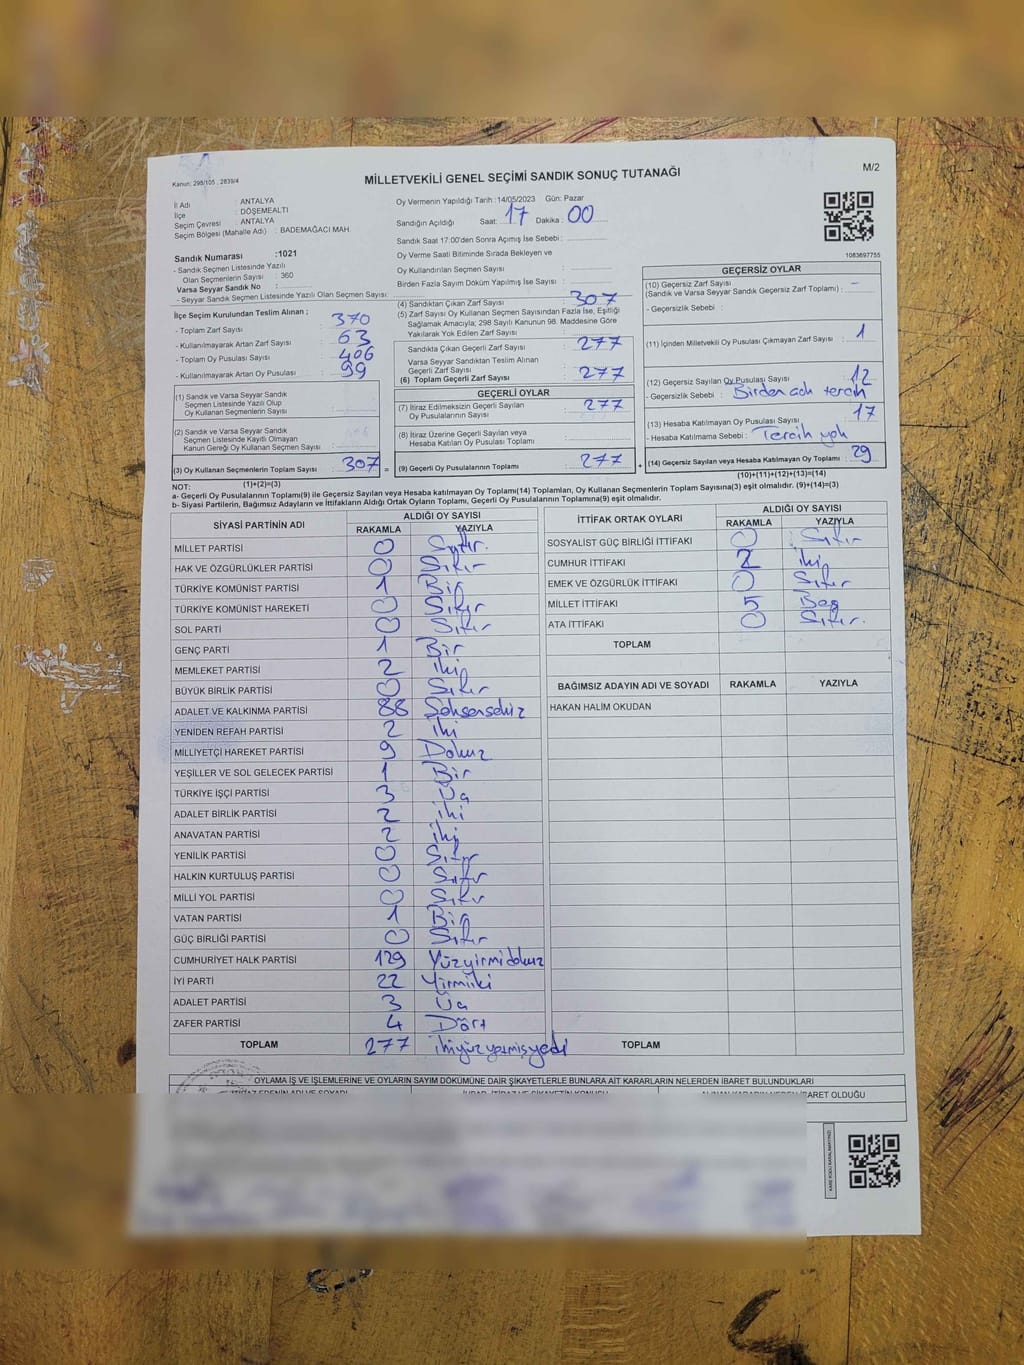 Kanun: 298/105 , 2839/4
MİLLETVEKİLİ GENEL SEÇİMİ SANDIK SONUÇ TUTANAĞI
M/2
İl Adı : ANTALYA
İlçe : DÖŞEMEALTI
Seçim Çevresi : ANTALYA
Seçim Bölgesi (Mahalle Adı) : BADEMAĞACI MAH.
Oy Vermenin Yapıldığı Tarih : 14/05/2023 Gün: Pazar
Sandığın Açıldığı Saat: 17 Dakika : 00
Sandık Saat 17:00'den Sonra Açımış İse Sebebi :
Oy Verme Saati Bitiminde Sırada Bekleyen ve
Oy Kullandırılan Seçmen Sayısı :
Birden Fazla Sayım Döküm Yapılmış İse Sayısı :
1083697755
Sandık Numarası :1021
- Sandık Seçmen Listesinde Yazılı
Olan Seçmenlerin Sayısı : 360
Varsa Seyyar Sandık No :
- Seyyar Sandık Seçmen Listesinde Yazılı Olan Seçmen Sayısı:
İlçe Seçim Kurulundan Teslim Alınan ;
- Toplam Zarf Sayısı : 370
- Kullanılmayarak Artan Zarf Sayısı : 63
- Toplam Oy Pusulası Sayısı : 406
- Kullanılmayarak Artan Oy Pusulası : 99
(1) Sandık ve Varsa Seyyar Sandık
Seçmen Listesinde Yazılı Olup
Oy Kullanan Seçmenlerin Sayısı :
(2) Sandık ve Varsa Seyyar Sandık
Seçmen Listesinde Kayıtlı Olmayan
Kanun Gereği Oy Kullanan Seçmen Sayısı :
(3) Oy Kullanan Seçmenlerin Toplam Sayısı : 307 =
(1)+(2)=(3)
(4) Sandıktan Çıkan Zarf Sayısı : 307
(5) Zarf Sayısı Oy Kullanan Seçmen Sayısından Fazla İse, Eşitliği
Sağlamak Amacıyla; 298 Sayılı Kanunun 98. Maddesine Göre
Yakılarak Yok Edilen Zarf Sayısı :
Sandıkta Çıkan Geçerli Zarf Sayısı : 277
Varsa Seyyar Sandıktan Teslim Alınan
Geçerli Zarf Sayısı :
(6) Toplam Geçerli Zarf Sayısı : 277
GEÇERLİ OYLAR
(7) İtiraz Edilmeksizin Geçerli Sayılan
Oy Pusulalarının Sayısı : 277
(8) İtiraz Üzerine Geçerli Sayılan veya
Hesaba Katılan Oy Pusulaları Toplamı :
(9) Geçerli Oy Pusulalarının Toplamı : 277 +
GEÇERSİZ OYLAR
(10) Geçersiz Zarf Sayısı
(Sandık ve Varsa Seyyar Sandık Geçersiz Zarf Toplamı) : -
- Geçersizlik Sebebi :
(11) İçinden Milletvekili Oy Pusulası Çıkmayan Zarf Sayısı : 1
(12) Geçersiz Sayılan Oy Pusulası Sayısı : 12
- Geçersizlik Sebebi : Birden tercih
(13) Hesaba Katılmayan Oy Pusulası Sayısı : 17
- Hesaba Katılmama Sebebi : Tercih yok
(14) Geçersiz Sayılan veya Hesaba Katılmayan Oy Toplamı : 29
(10)+(11)+(12)+(13)=(14)
NOT:
a- Geçerli Oy Pusulalarının Toplamı(9) ile Geçersiz Sayılan veya Hesaba katılmayan Oy Toplamı(14) Toplamları, Oy Kullanan Seçmenlerin Toplam Sayısına(3) eşit olmalıdır. (9)+(14)=(3)
b- Siyasi Partilerin, Bağımsız Adayların ve İttifakların Aldığı Ortak Oyların Toplamı, Geçerli Oy Pusulalarının Toplamına(9) eşit olmalıdır.
SİYASİ PARTİNİN ADI ALDIĞI OY SAYISI
RAKAMLA YAZIYLA
MİLLET PARTİSİ 0 Sıfır.
HAK VE ÖZGÜRLÜKLER PARTİSİ 0 Sıfır
TÜRKİYE KOMÜNİST PARTİSİ 1 Bir
TÜRKİYE KOMÜNİST HAREKETİ 0 Sıfır
SOL PARTİ 0 Sıfır
GENÇ PARTİ 1 Bir
MEMLEKET PARTİSİ 2 iki
BÜYÜK BİRLİK PARTİSİ 0 Sıfır
ADALET VE KALKINMA PARTİSİ 88 Seksensekiz
YENİDEN REFAH PARTİSİ 2 iki
MİLLİYETÇİ HAREKET PARTİSİ 9 Dokuz
YEŞİLLER VE SOL GELECEK PARTİSİ 1 Bir
TÜRKİYE İŞÇİ PARTİSİ 3 Üç
ADALET BİRLİK PARTİSİ 2 iki
ANAVATAN PARTİSİ 2 iki
YENİLİK PARTİSİ 0 Sıfır
HALKIN KURTULUŞ PARTİSİ 0 Sıfır
MİLLİ YOL PARTİSİ 0 Sıfır
VATAN PARTİSİ 1 Bir
GÜÇ BİRLİĞİ PARTİSİ 0 Sıfır
CUMHURİYET HALK PARTİSİ 129 Yüzyirmidokuz
İYİ PARTİ 22 Yirmiiki
ADALET PARTİSİ 3 Üç
ZAFER PARTİSİ 4 Dört
TOPLAM 277 ikiyüzyetmişyedi
İTTİFAK ORTAK OYLARI ALDIĞI OY SAYISI
RAKAMLA YAZIYLA
SOSYALİST GÜÇ BİRLİĞİ İTTİFAKI 0 Sıfır
CUMHUR İTTİFAKI 2 iki
EMEK VE ÖZGÜRLÜK İTTİFAKI 0 Sıfır
MİLLET İTTİFAKI 5 Beş
ATA İTTİFAKI 0 Sıfır.
TOPLAM
BAĞIMSIZ ADAYIN ADI VE SOYADI RAKAMLA YAZIYLA
HAKAN HALİM OKUDAN
TOPLAM
OYLAMA İŞ VE İŞLEMLERİNE VE OYLARIN SAYIM DÖKÜMÜNE DAİR ŞİKAYETLERLE BUNLARA AİT KARARLARIN NELERDEN İBARET BULUNDUKLARI